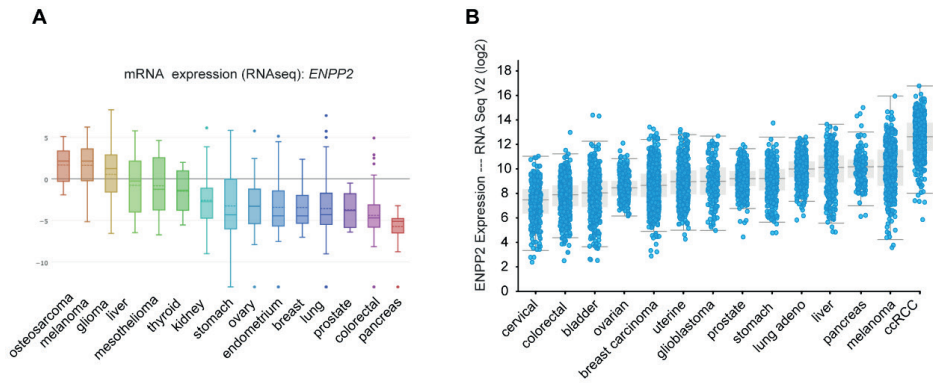 A
mRNA expression (RNAseq): ENPP2
5
0
−5
−10
osteosarcoma
melanoma
glioma
liver
mesothelioma
thyroid
kidney
stomach
ovary
endometrium
breast
lung
prostate
colorectal
pancreas
B
ENPP2 Expression --- RNA Seq V2 (log2)
18
16
14
12
10
8
6
4
2
0
cervical
colorectal
bladder
ovarian
breast carcinoma
uterine
glioblastoma
prostate
stomach
lung adeno
liver
pancreas
melanoma
ccRCC